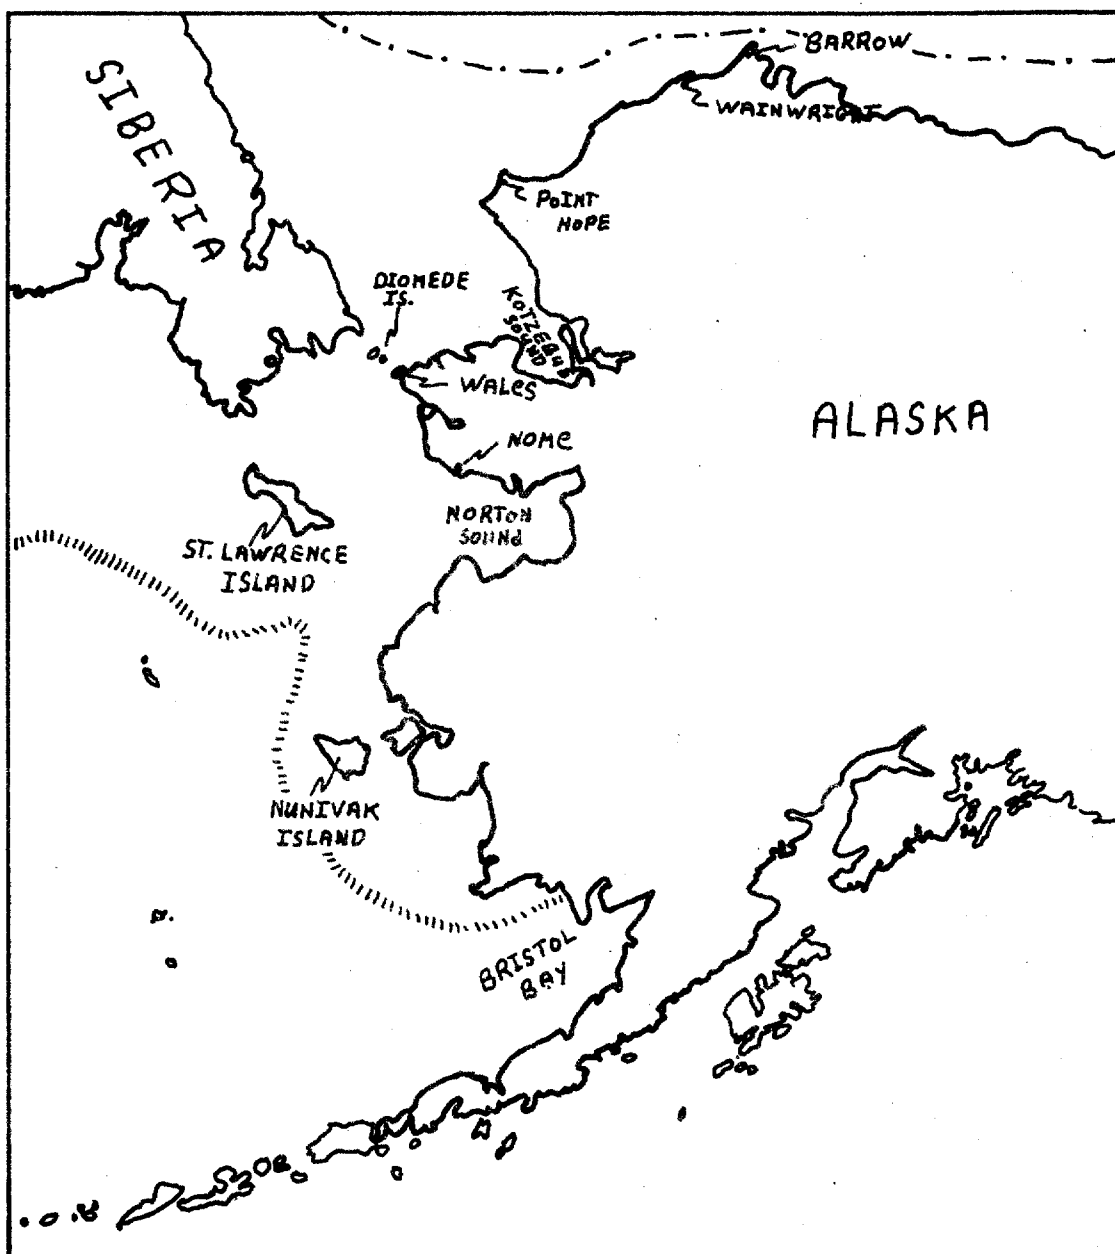 BARROW
SIBERIA
WAINWRIGHT
POINT
HOPE
DIOMEDE
IS.
KOTZEBUE
SOUND
WALES
ALASKA
NOME
NORTON
SOUND
ST. LAWRENCE
ISLAND
NUNIVAK
ISLAND
BRISTOL
BAY